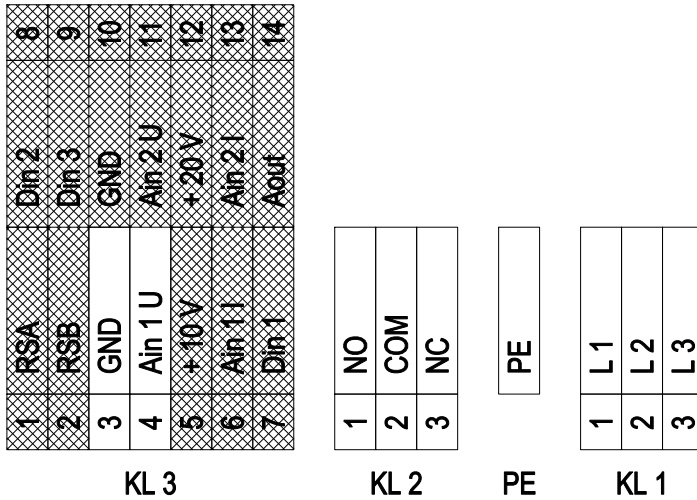 8 9 10 11 12 13 14
Din 2
Din 3
GND
Ain 2 U
+ 20 V
Ain 2 I
Aout
RSA
RSB
GND
Ain 1 U
+ 10 V
Ain 1 I
Din 1
1 2 3 4 5 6 7
NO
COM
NC
1 2 3
PE
L 1
L 2
L 3
1 2 3
KL 3 KL 2 PE KL 1